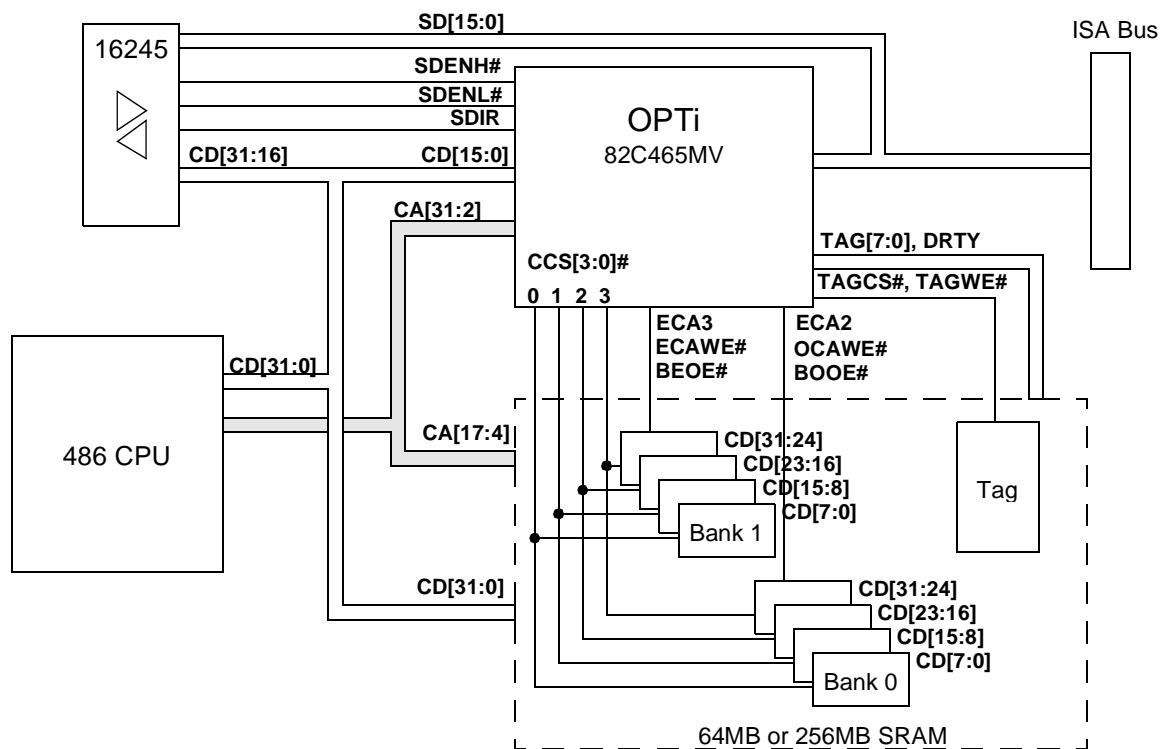 SD[15:0]
ISA Bus
16245
SDENH#
SDENL#
SDIR
OPTi
82C465MV
CD[31:16]
CD[15:0]
CA[31:2]
TAG[7:0], DRTY
CCS[3:0]#
TAGCS#, TAGWE#
0 1 2 3
ECA3
ECAWE#
BEOE#
ECA2
OCAWE#
BOOE#
CD[31:0]
486 CPU
CA[17:4]
CD[31:24]
CD[23:16]
CD[15:8]
CD[7:0]
Bank 1
Tag
CD[31:0]
CD[31:24]
CD[23:16]
CD[15:8]
CD[7:0]
Bank 0
64MB or 256MB SRAM